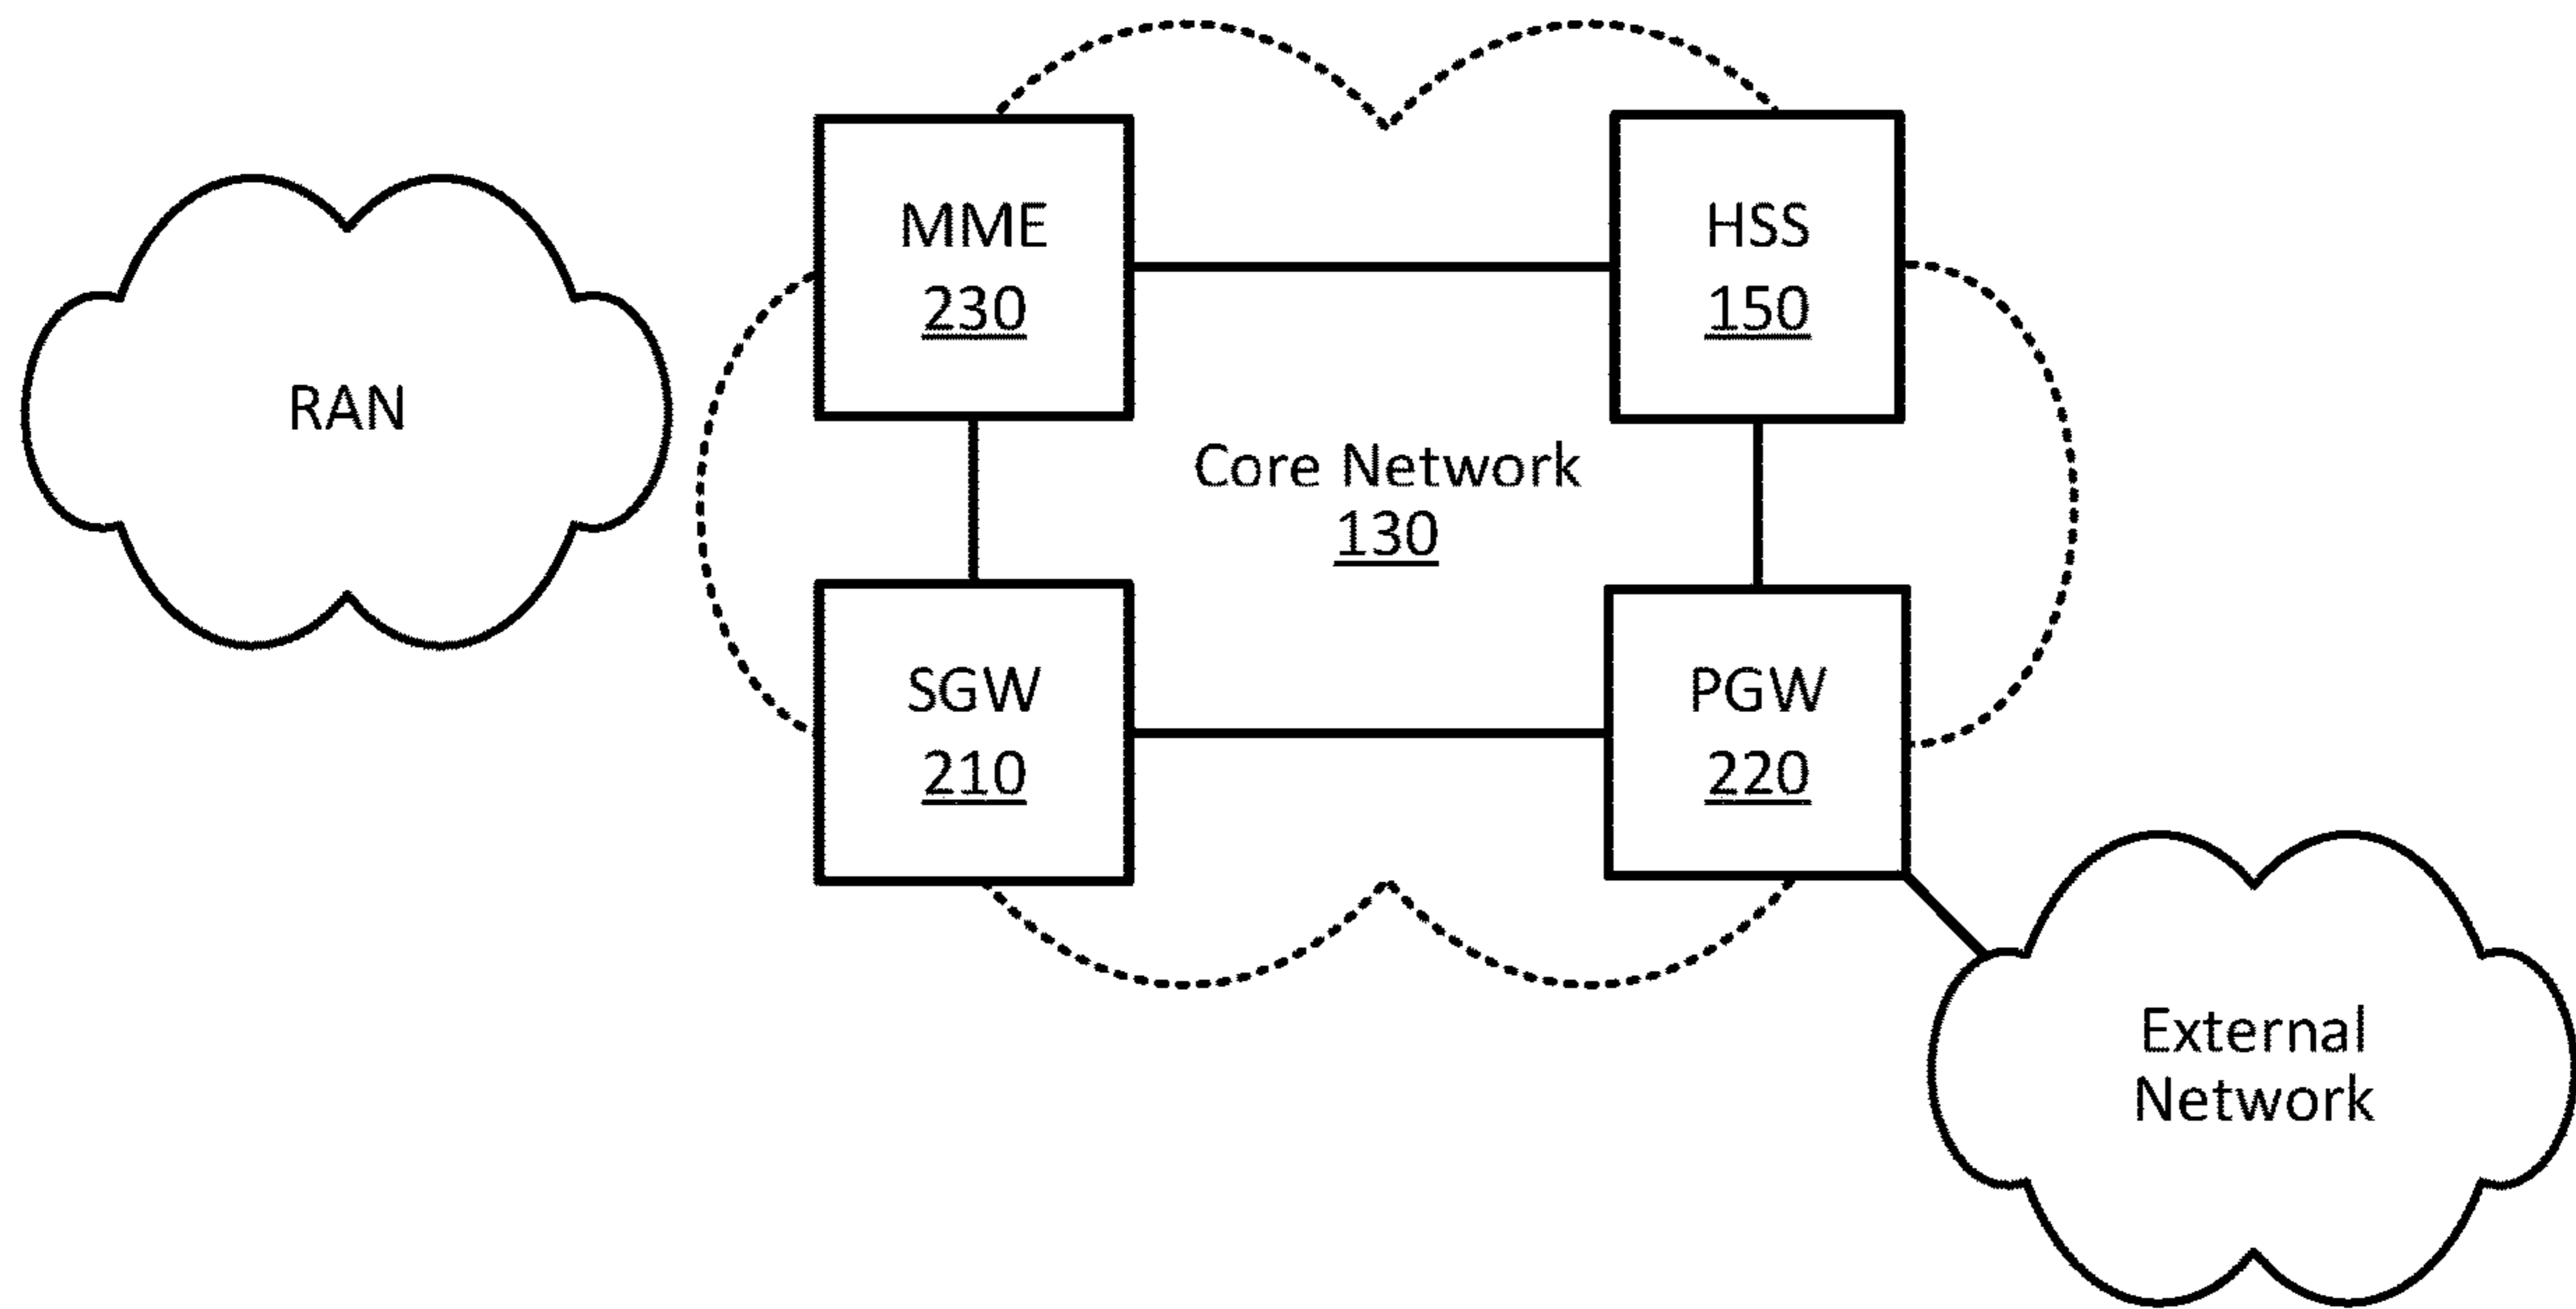 MME
230
HSS
150
RAN
Core Network
130
SGW
210
PGW
220
External
Network